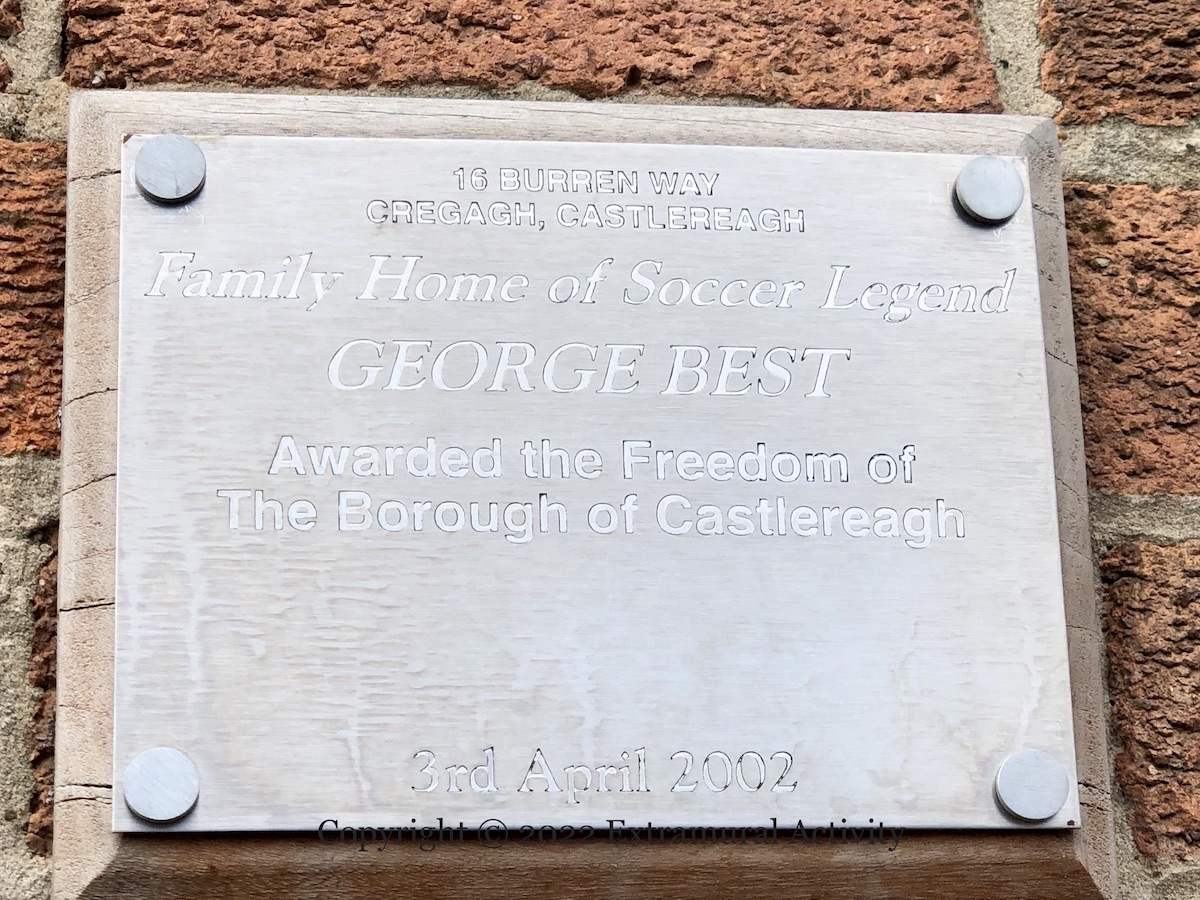 16 BURREN WAY
CREGAGH, CASTLEREAGH
Family Home of Soccer Legend
GEORGE BEST
Awarded the Freedom of
The Borough of Castlereagh
3rd April 2002
Copyright © 2022 Extramural Activity